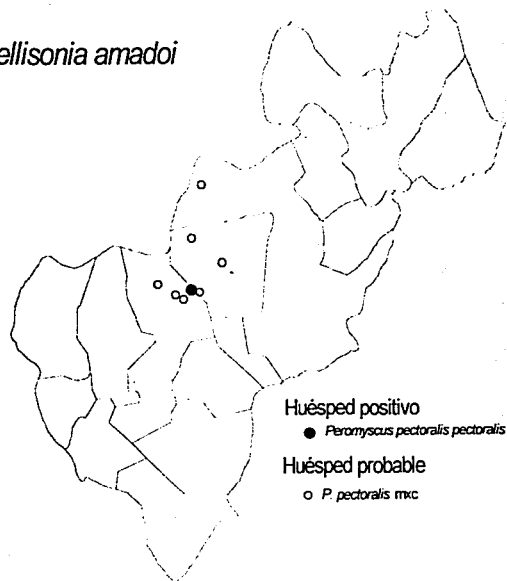 ellisonia amadoi
Huésped positivo
● Peromyscus pectoralis pectoralis
Huésped probable
○ P. pectoralis mxc